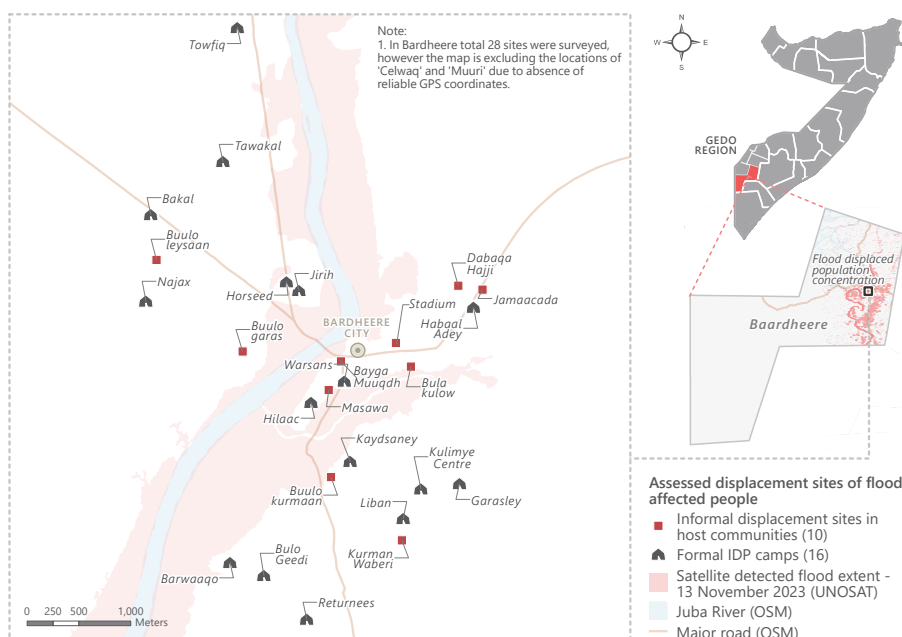 Towfiq
Note:
1. In Bardheere total 28 sites were surveyed,
however the map is excluding the locations of
'Celwaq' and 'Muuri' due to absence of
reliable GPS coordinates.
Tawakal
Bakal
Buulo
leysaan
Najax
Jirih
Horseed
Dabaqa
Hajji
Jamaacada
Habaal
Adey
Stadium
BARDHEERE
CITY
Buulo
garas
Warsans
Bayga
Muuqdh
Bula
kulow
Masawa
Hilaac
Kaydsaney
Kulimye
Centre
Buulo
kurmaan
Liban
Garasley
Kurman
Waberi
Bulo
Geedi
Barwaaqo
Returnees
0 250 500 1,000
Meters
N
W E
S
GEDO
REGION
Flood displaced
population
concentration
Baardheere
Assessed displacement sites of flood
affected people
Informal displacement sites in
host communities (10)
Formal IDP camps (16)
Satellite detected flood extent -
13 November 2023 (UNOSAT)
Juba River (OSM)
Major road (OSM)